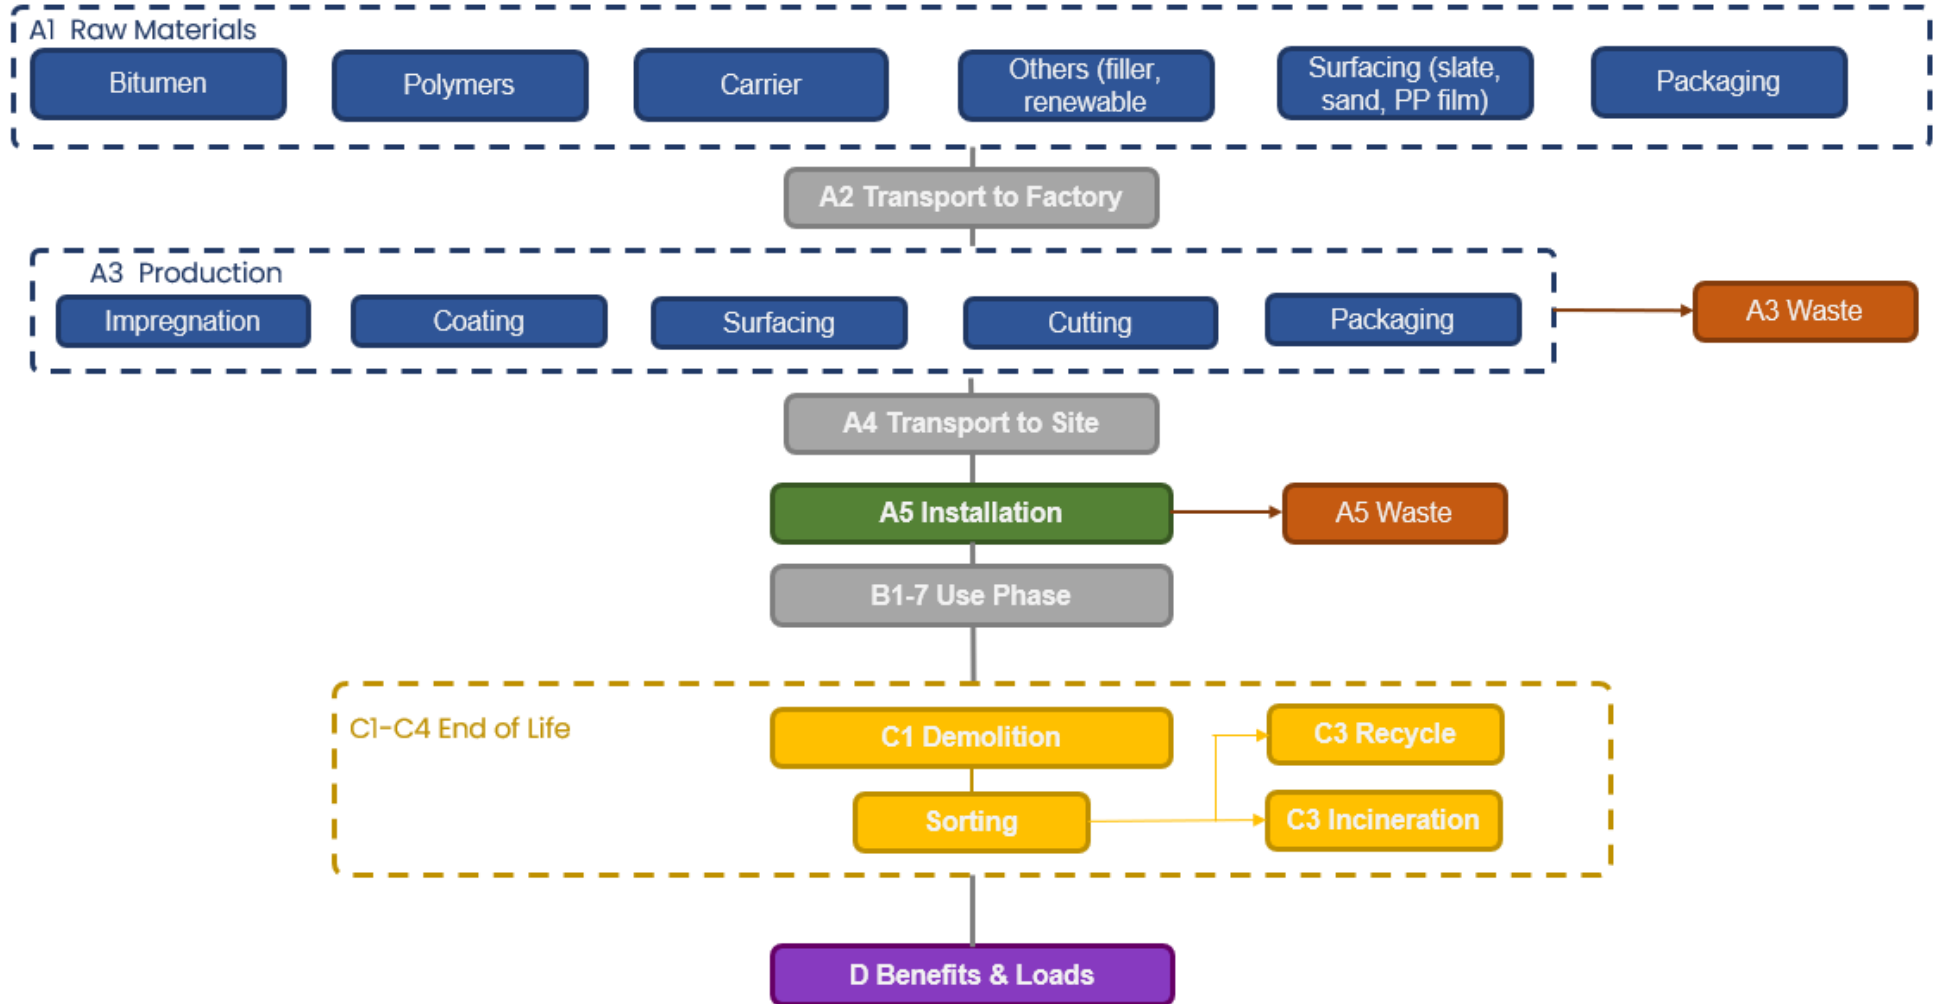 A1 Raw Materials
Bitumen
Polymers
Carrier
Others (filler,
renewable
Surfacing (slate,
sand, PP film)
Packaging
A2 Transport to Factory
A3 Production
Impregnation
Coating
Surfacing
Cutting
Packaging
A3 Waste
A4 Transport to Site
A5 Installation
A5 Waste
B1-7 Use Phase
C1-C4 End of Life
C1 Demolition
C3 Recycle
Sorting
C3 Incineration
D Benefits & Loads